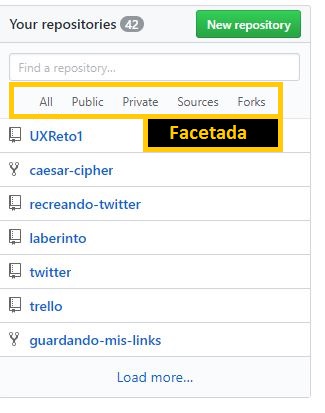 Your repositories 42 New repository
Find a repository...
All Public Private Sources Forks
UXReto1 Facetada
caesar-cipher
recreando-twitter
laberinto
twitter
trello
guardando-mis-links
Load more...